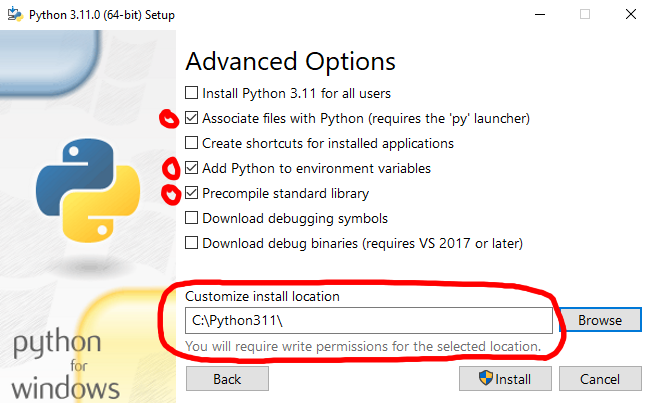 Python 3.11.0 (64-bit) Setup
Advanced Options
Install Python 3.11 for all users
Associate files with Python (requires the 'py' launcher)
Create shortcuts for installed applications
Add Python to environment variables
Precompile standard library
Download debugging symbols
Download debug binaries (requires VS 2017 or later)
Customize install location
C:\Python311\
Browse
You will require write permissions for the selected location.
python
for
windows
Back
Install
Cancel